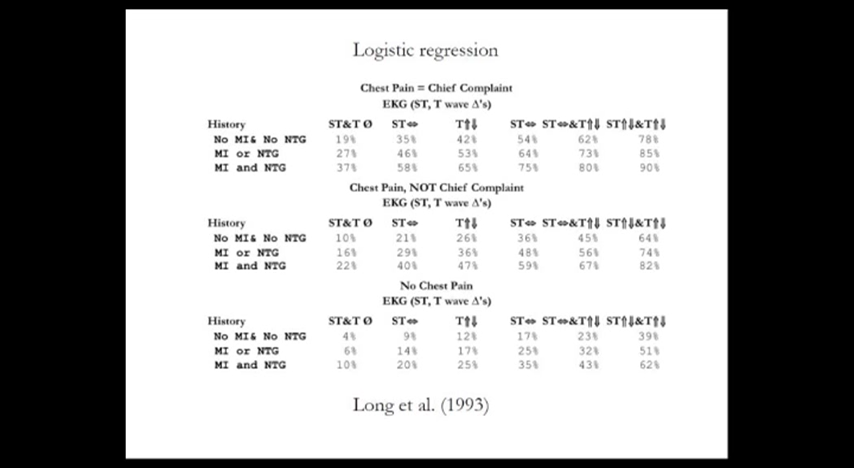 Logistic regression
Chest Pain = Chief Complaint
EKG (ST, T wave Δ's)
History ST&T Ø ST⇔ T⇑⇓ ST⇔ ST⇔&T⇑⇓ ST⇑⇓&T⇑⇓
No MI& No NTG 19% 35% 42% 54% 62% 78%
MI or NTG 27% 46% 53% 64% 73% 85%
MI and NTG 37% 58% 65% 75% 80% 90%
Chest Pain, NOT Chief Complaint
EKG (ST, T wave Δ's)
History ST&T Ø ST⇔ T⇑⇓ ST⇔ ST⇔&T⇑⇓ ST⇑⇓&T⇑⇓
No MI& No NTG 10% 21% 26% 36% 45% 64%
MI or NTG 16% 29% 36% 48% 56% 74%
MI and NTG 22% 40% 47% 59% 67% 82%
No Chest Pain
EKG (ST, T wave Δ's)
History ST&T Ø ST⇔ T⇑⇓ ST⇔ ST⇔&T⇑⇓ ST⇑⇓&T⇑⇓
No MI& No NTG 4% 9% 12% 17% 23% 39%
MI or NTG 6% 14% 17% 25% 32% 51%
MI and NTG 10% 20% 25% 35% 43% 62%
Long et al. (1993)